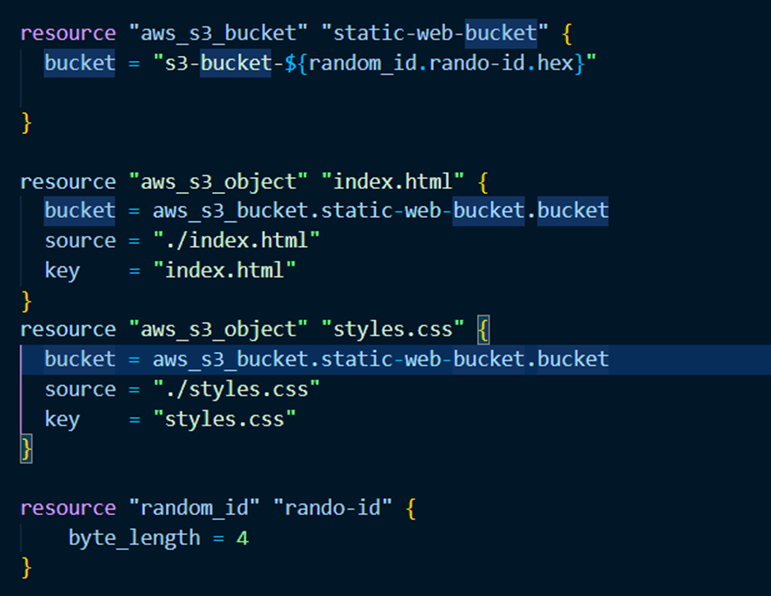 resource "aws_s3_bucket" "static-web-bucket" {
  bucket = "s3-bucket-${random_id.rando-id.hex}"

}

resource "aws_s3_object" "index.html" {
  bucket = aws_s3_bucket.static-web-bucket.bucket
  source = "./index.html"
  key    = "index.html"
}
resource "aws_s3_object" "styles.css" {
  bucket = aws_s3_bucket.static-web-bucket.bucket
  source = "./styles.css"
  key    = "styles.css"
}

resource "random_id" "rando-id" {
    byte_length = 4
}